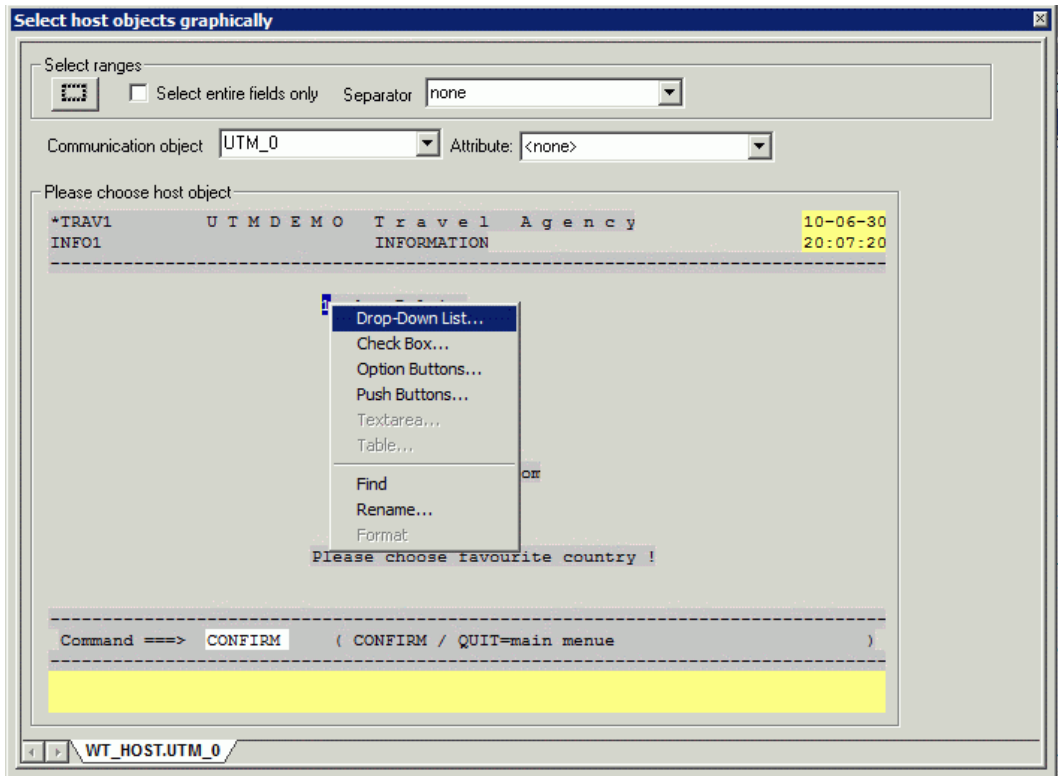 Select host objects graphically
Select ranges
Select entire fields only Separator none
Communication object UTM_0 Attribute: <none>
Please choose host object
*TRAV1 U T M D E M O T r a v e l A g e n c y 10-06-30
INFO1 INFORMATION 20:07:20
1
Drop-Down List...
Check Box...
Option Buttons...
Push Buttons...
Textarea...
Table...
Find
Rename...
Format
Please choose favourite country !
Command ===> CONFIRM ( CONFIRM / QUIT=main menue )
WT_HOST.UTM_0